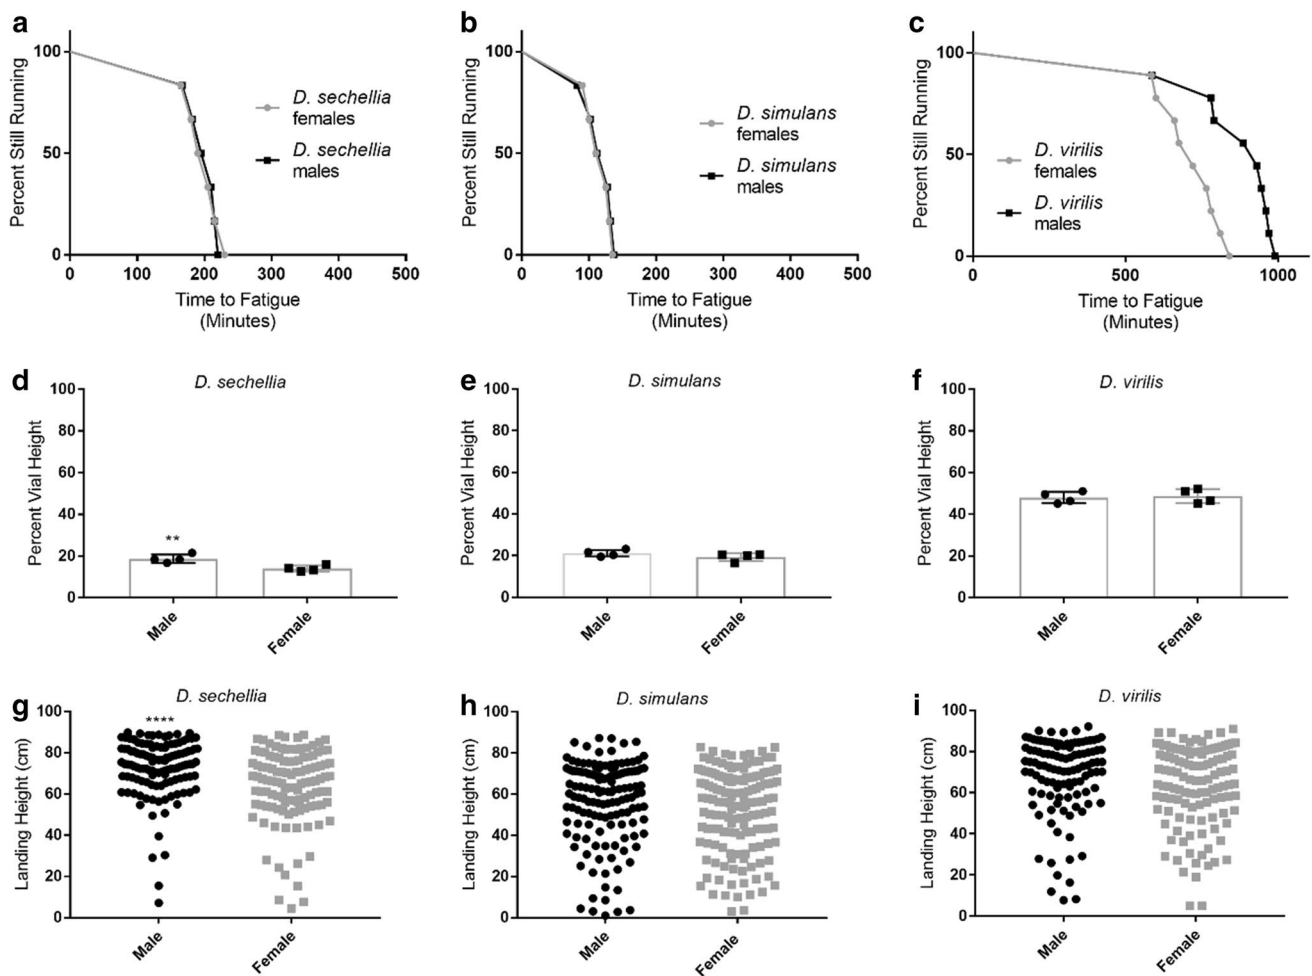 a
Percent Still Running
100
50
0
0 100 200 300 400 500
Time to Fatigue
(Minutes)
D. sechellia
females
D. sechellia
males
b
Percent Still Running
100
50
0
0 100 200 300 400 500
Time to Fatigue
(Minutes)
D. simulans
females
D. simulans
males
c
Percent Still Running
100
50
0
0 500 1000
Time to Fatigue
(Minutes)
D. virilis
females
D. virilis
males
d
D. sechellia
Percent Vial Height
100
80
60
40
20
0
**
Male Female
e
D. simulans
Percent Vial Height
100
80
60
40
20
0
Male Female
f
D. virilis
Percent Vial Height
100
80
60
40
20
0
Male Female
g
D. sechellia
Landing Height (cm)
100
80
60
40
20
0
****
Male Female
h
D. simulans
Landing Height (cm)
100
80
60
40
20
0
Male Female
i
D. virilis
Landing Height (cm)
100
80
60
40
20
0
Male Female